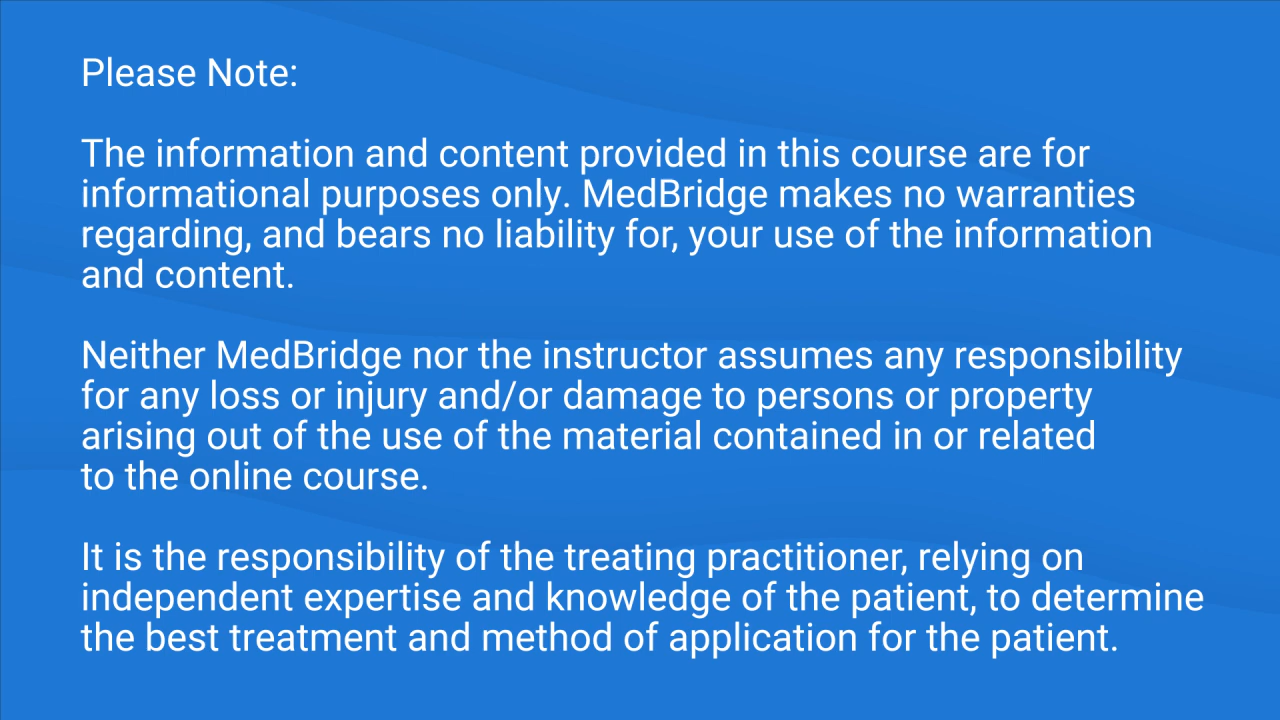 Please Note:
The information and content provided in this course are for
informational purposes only. MedBridge makes no warranties
regarding, and bears no liability for, your use of the information
and content.
Neither MedBridge nor the instructor assumes any responsibility
for any loss or injury and/or damage to persons or property
arising out of the use of the material contained in or related
to the online course.
It is the responsibility of the treating practitioner, relying on
independent expertise and knowledge of the patient, to determine
the best treatment and method of application for the patient.